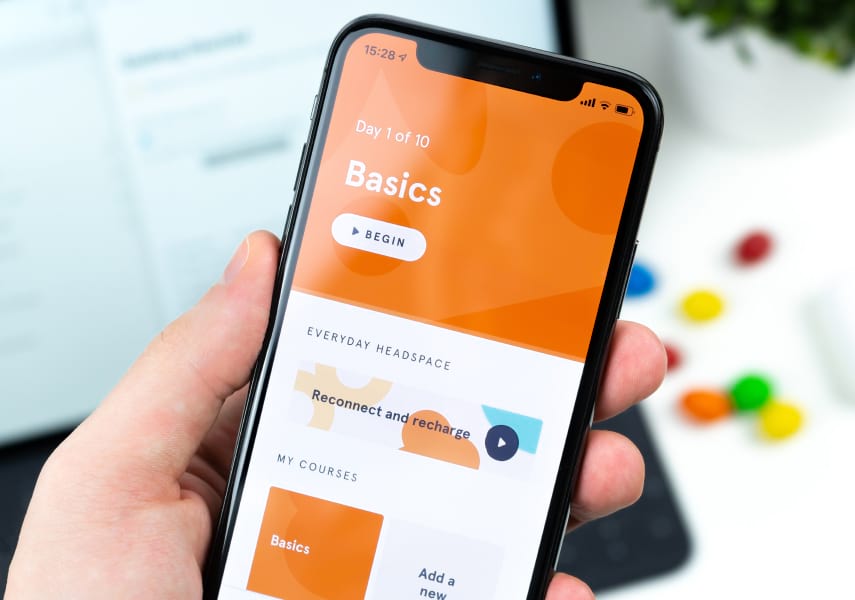 15:28
Day 1 of 10
Basics
BEGIN
EVERYDAY HEADSPACE
Reconnect and recharge
MY COURSES
Basics
Add a
new